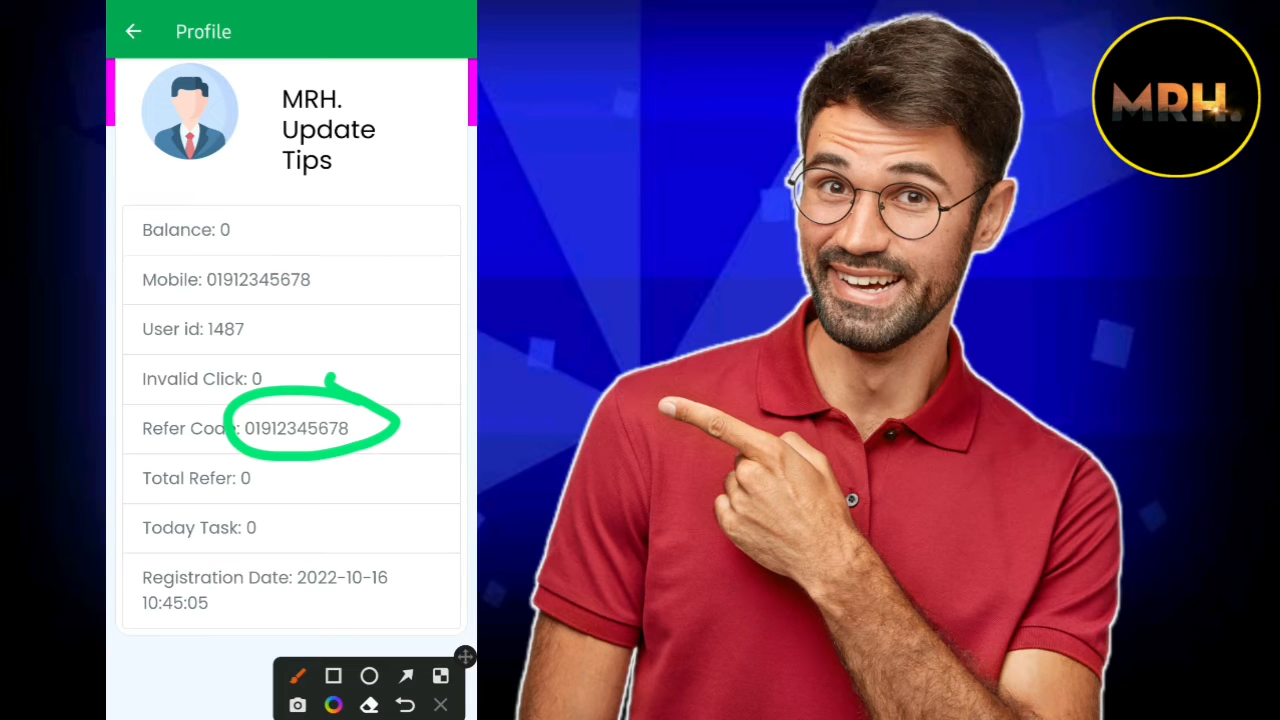 Profile
MRH.
Update
Tips
Balance: 0
Mobile: 01912345678
User id: 1487
Invalid Click: 0
Refer Code: 01912345678
Total Refer: 0
Today Task: 0
Registration Date: 2022-10-16
10:45:05
MRH.